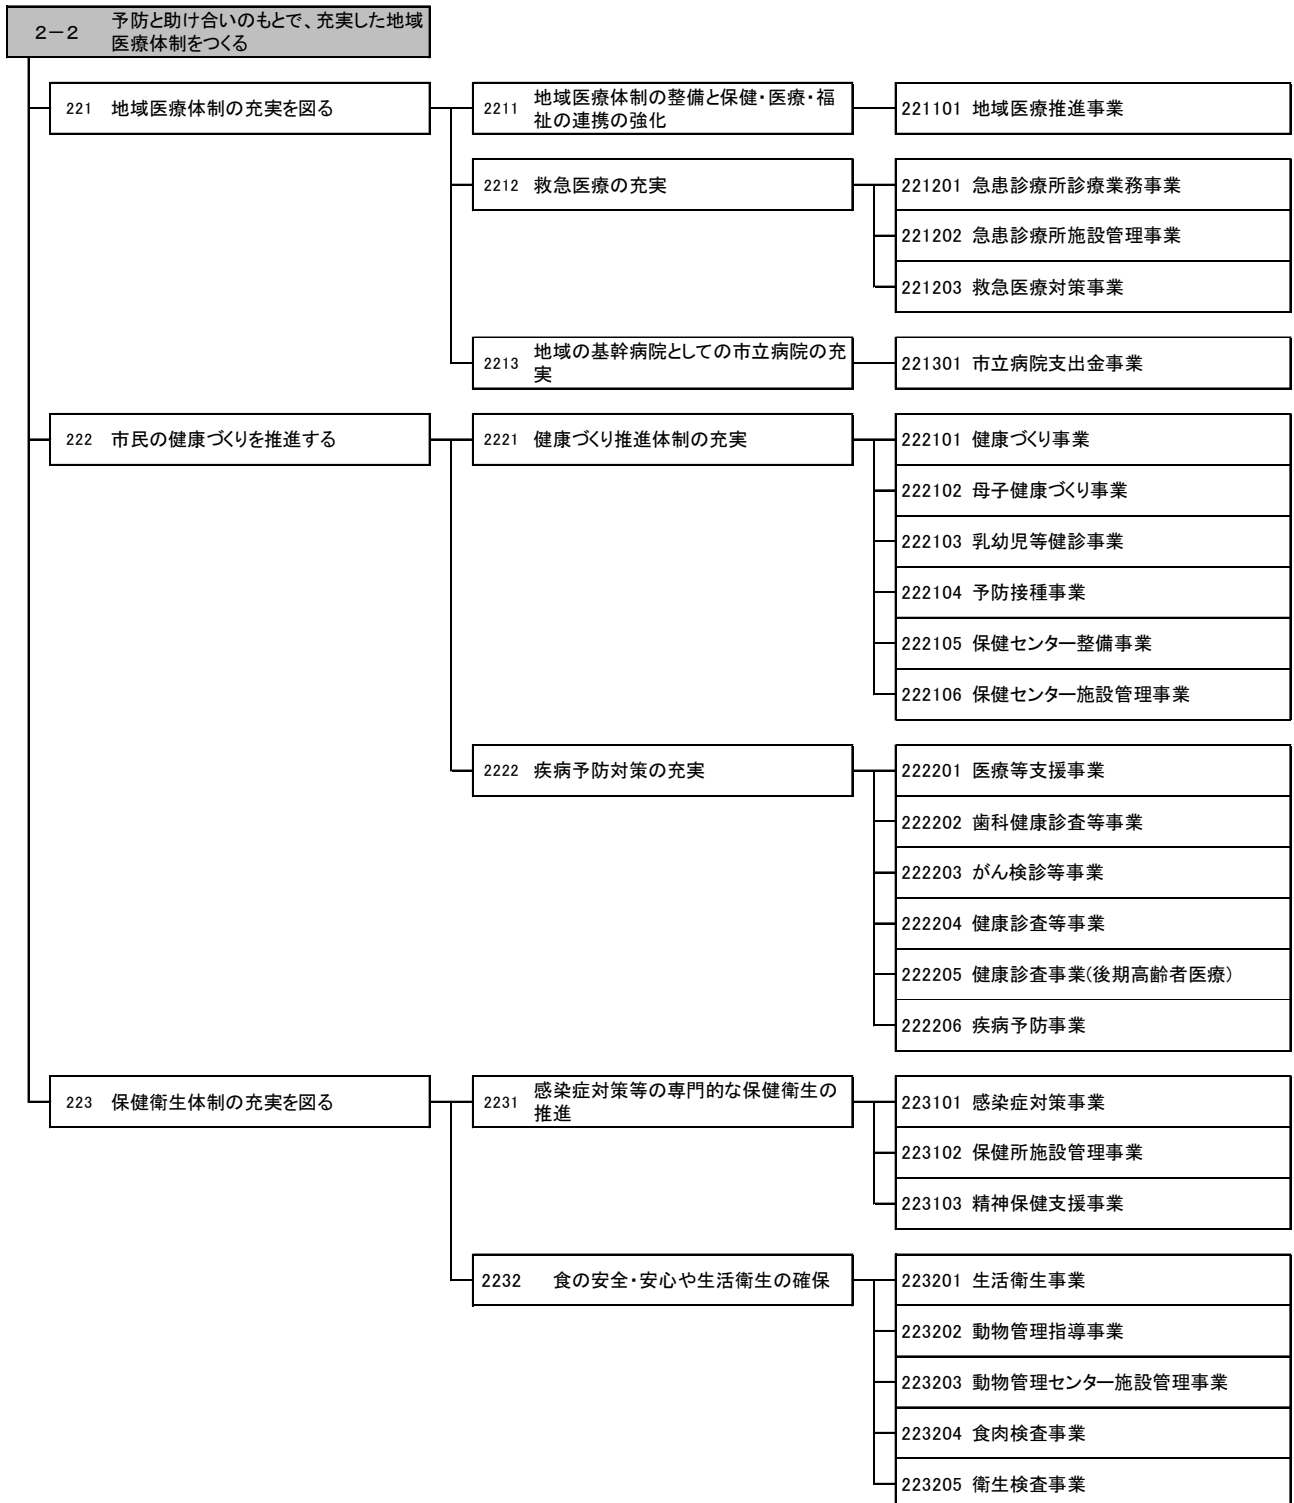 2-2 予防と助け合いのもとで、充実した地域
医療体制をつくる
221 地域医療体制の充実を図る
2211 地域医療体制の整備と保健・医療・福
祉の連携の強化
221101 地域医療推進事業
2212 救急医療の充実
221201 急患診療所診療業務事業
221202 急患診療所施設管理事業
221203 救急医療対策事業
2213 地域の基幹病院としての市立病院の充
実
221301 市立病院支出金事業
222 市民の健康づくりを推進する
2221 健康づくり推進体制の充実
222101 健康づくり事業
222102 母子健康づくり事業
222103 乳幼児等健診事業
222104 予防接種事業
222105 保健センター整備事業
222106 保健センター施設管理事業
2222 疾病予防対策の充実
222201 医療等支援事業
222202 歯科健康診査等事業
222203 がん検診等事業
222204 健康診査等事業
222205 健康診査事業(後期高齢者医療)
222206 疾病予防事業
223 保健衛生体制の充実を図る
2231 感染症対策等の専門的な保健衛生の
推進
223101 感染症対策事業
223102 保健所施設管理事業
223103 精神保健支援事業
2232 食の安全・安心や生活衛生の確保
223201 生活衛生事業
223202 動物管理指導事業
223203 動物管理センター施設管理事業
223204 食肉検査事業
223205 衛生検査事業